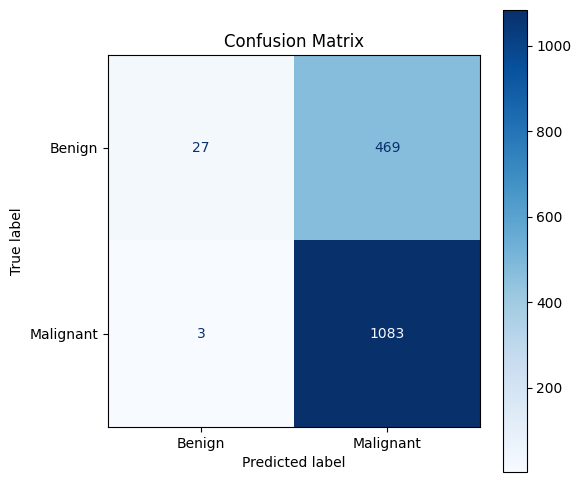 Confusion Matrix
Benign
27
469
Malignant
3
1083
Benign
Malignant
Predicted label
True label
1000
800
600
400
200